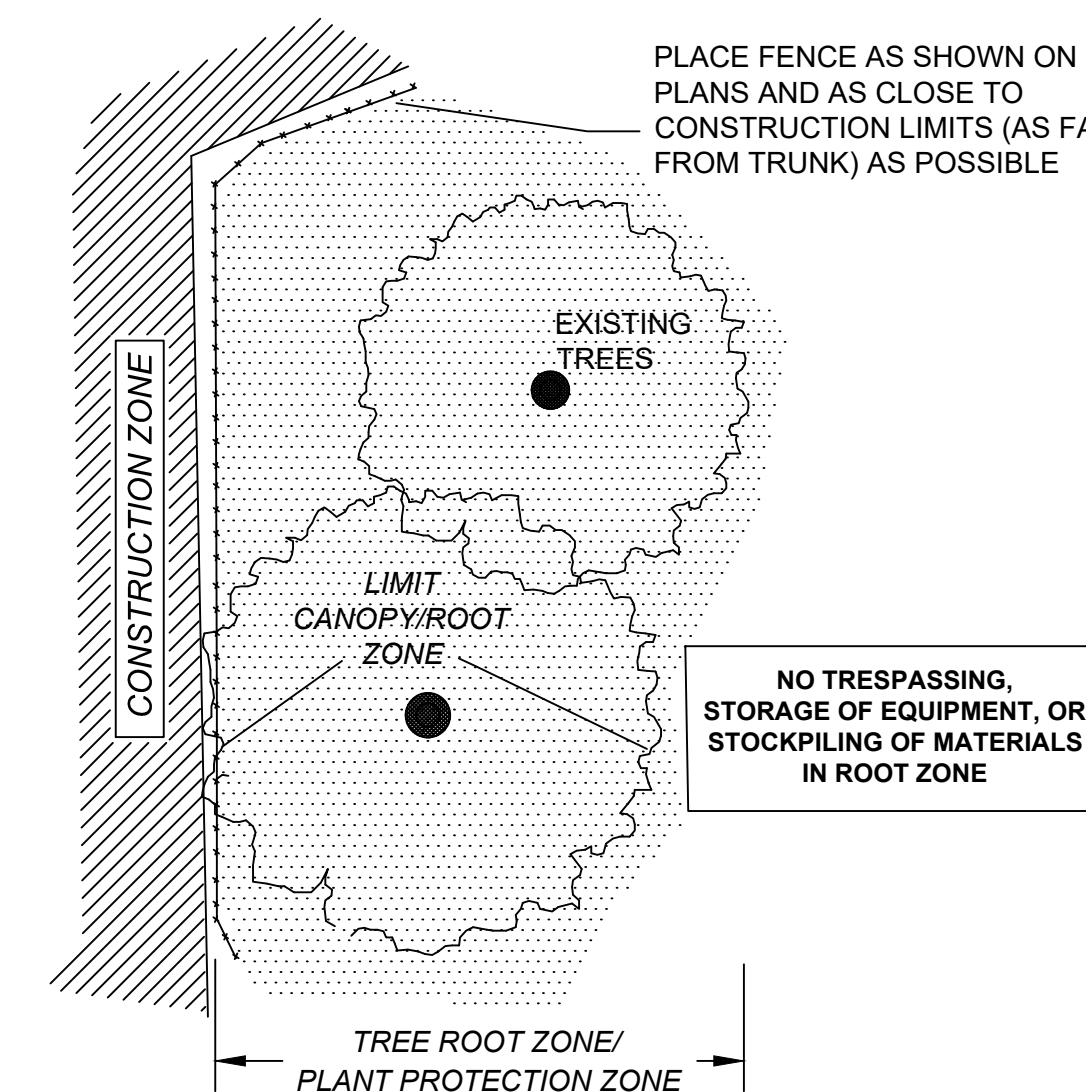 PLACE FENCE AS SHOWN ON
PLANS AND AS CLOSE TO
CONSTRUCTION LIMITS (AS FA
FROM TRUNK) AS POSSIBLE
EXISTING
TREES
CONSTRUCTION ZONE
LIMIT
CANOPY/ROOT
ZONE
NO TRESPASSING,
STORAGE OF EQUIPMENT, OR
STOCKPILING OF MATERIALS
IN ROOT ZONE
TREE ROOT ZONE/
PLANT PROTECTION ZONE